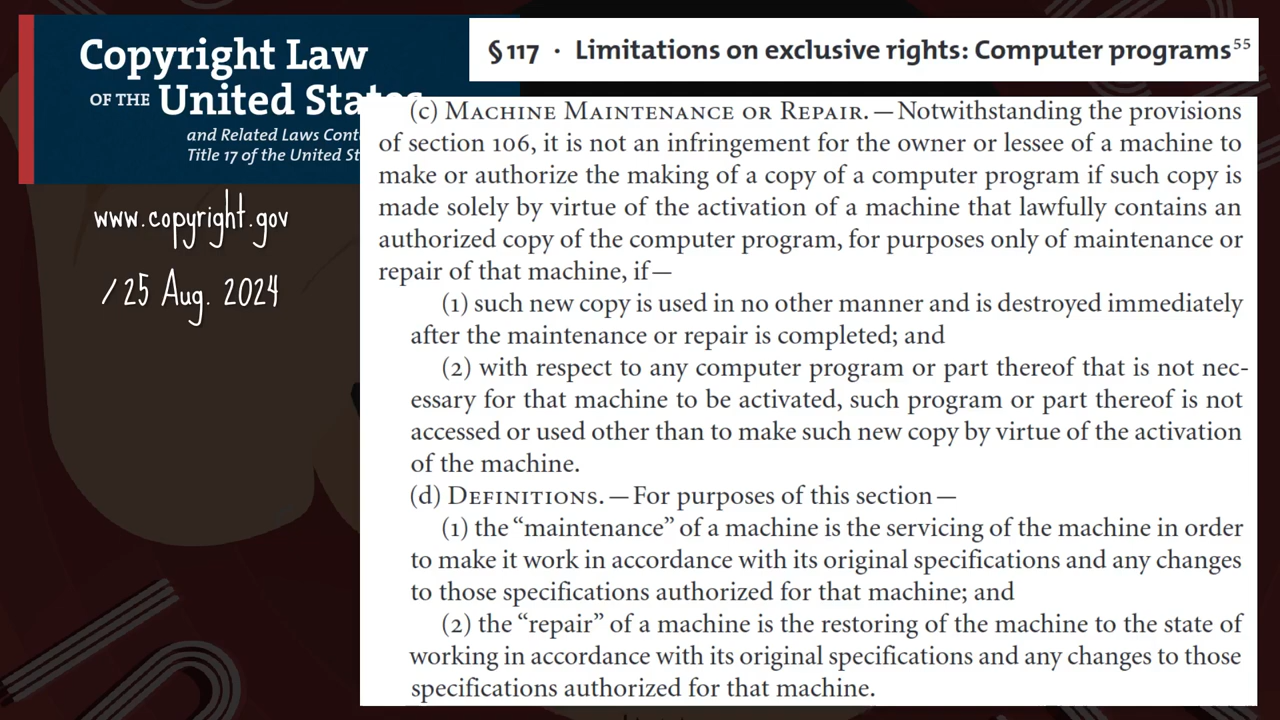 Copyright Law
OF THE United States
and Related Laws Cont
Title 17 of the United St
www.copyright.gov
/ 25 Aug. 2024
§ 117 · Limitations on exclusive rights: Computer programs55
(c) Machine Maintenance or Repair. — Notwithstanding the provisions
of section 106, it is not an infringement for the owner or lessee of a machine to
make or authorize the making of a copy of a computer program if such copy is
made solely by virtue of the activation of a machine that lawfully contains an
authorized copy of the computer program, for purposes only of maintenance or
repair of that machine, if—
(1) such new copy is used in no other manner and is destroyed immediately
after the maintenance or repair is completed; and
(2) with respect to any computer program or part thereof that is not nec-
essary for that machine to be activated, such program or part thereof is not
accessed or used other than to make such new copy by virtue of the activation
of the machine.
(d) Definitions. — For purposes of this section—
(1) the “maintenance” of a machine is the servicing of the machine in order
to make it work in accordance with its original specifications and any changes
to those specifications authorized for that machine; and
(2) the “repair” of a machine is the restoring of the machine to the state of
working in accordance with its original specifications and any changes to those
specifications authorized for that machine.